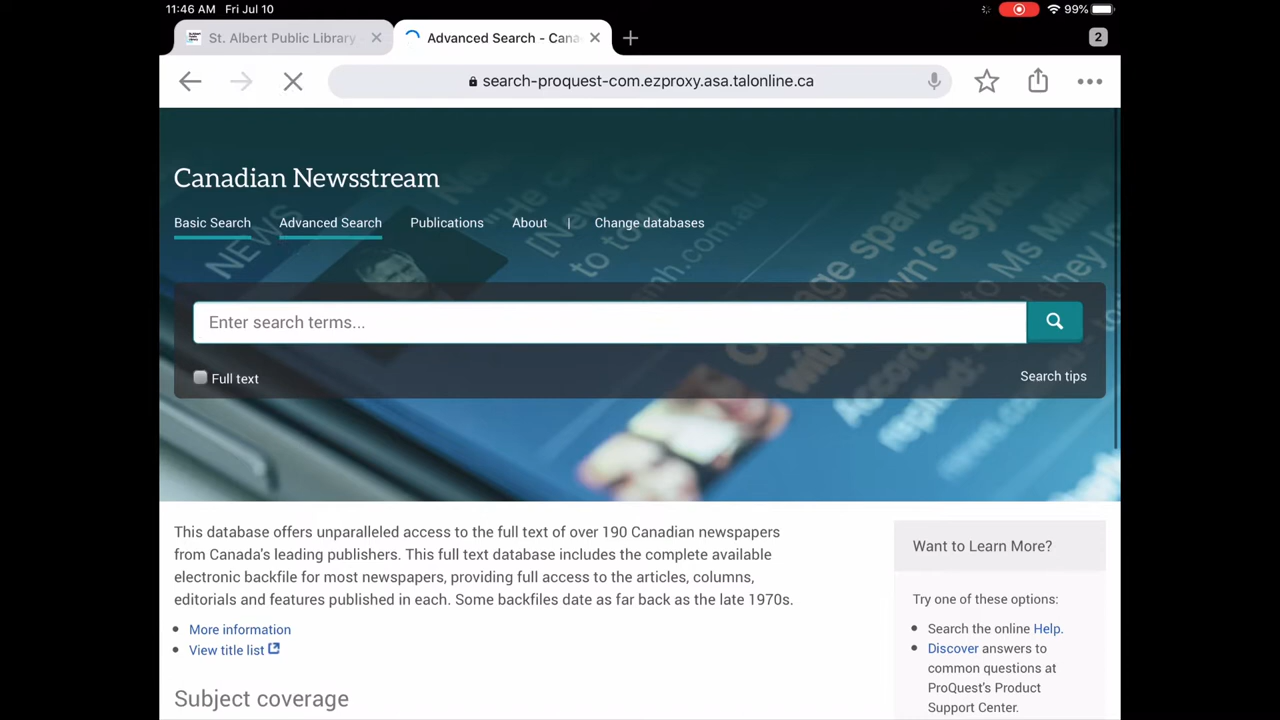 11:46 AM Fri Jul 10
99%
St. Albert Public Library
Advanced Search - Cana
2
search-proquest-com.ezproxy.asa.talonline.ca
Canadian Newsstream
Basic Search Advanced Search Publications About | Change databases
Enter search terms...
Full text
Search tips
This database offers unparalleled access to the full text of over 190 Canadian newspapers
from Canada's leading publishers. This full text database includes the complete available
electronic backfile for most newspapers, providing full access to the articles, columns,
editorials and features published in each. Some backfiles date as far back as the late 1970s.
More information
View title list
Subject coverage
Want to Learn More?
Try one of these options:
Search the online Help.
Discover answers to
common questions at
ProQuest's Product
Support Center.